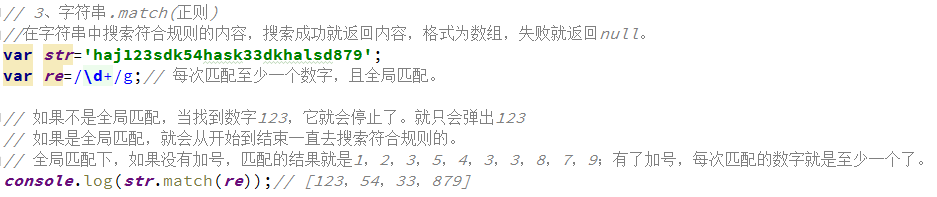 // 3、字符串.match(正则)
//在字符串中搜索符合规则的内容，搜索成功就返回内容，格式为数组，失败就返回null。
var str='haj123sdk54hask33dkhalsd879';
var re=/\d+/g;// 每次匹配至少一个数字，且全局匹配。
// 如果不是全局匹配，当找到数字123，它就会停止了。就只会弹出123
// 如果是全局匹配，就会从开始到结束一直去搜索符合规则的。
// 全局匹配下，如果没有加号，匹配的结果就是1，2，3，5，4，3，3，8，7，9；有了加号，每次匹配的数字就是至少一个了。
console.log(str.match(re));// [123，54，33，879]